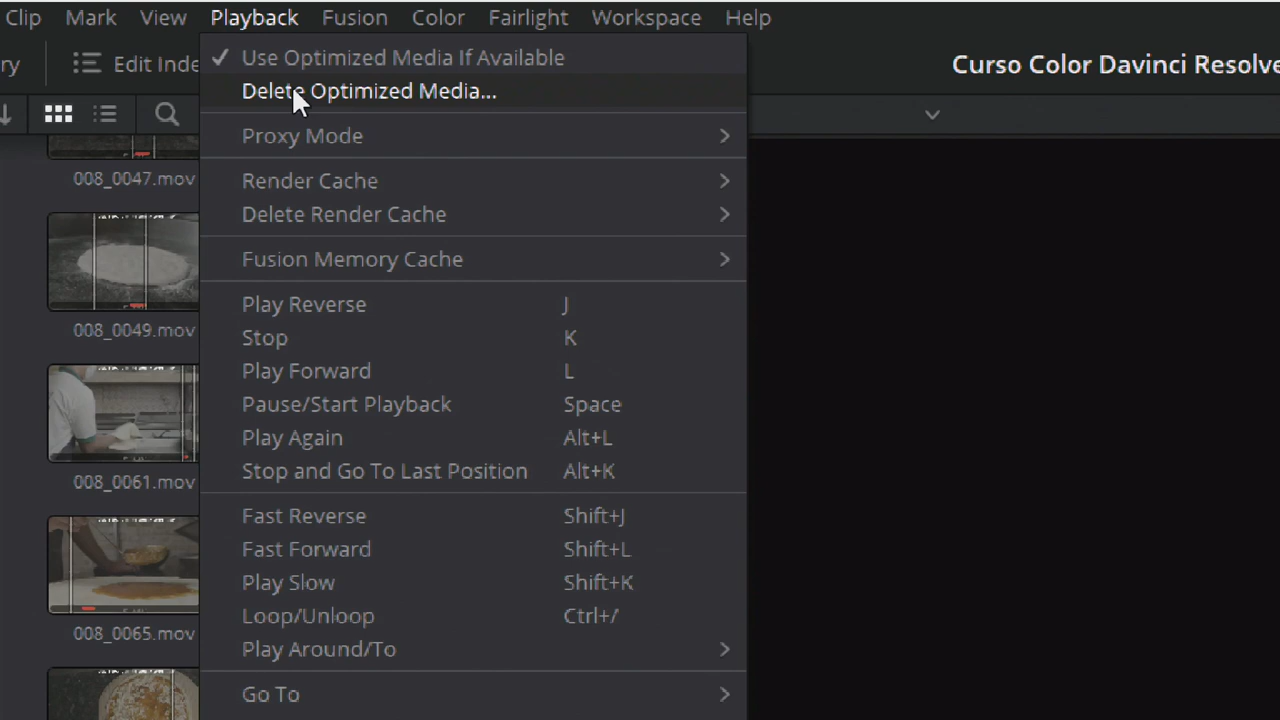 Clip Mark View Playback Fusion Color Fairlight Workspace Help
ry Edit Inde Curso Color Davinci Resolve
Use Optimized Media If Available
Delete Optimized Media...
Proxy Mode
Render Cache
Delete Render Cache
Fusion Memory Cache
Play Reverse J
Stop K
Play Forward L
Pause/Start Playback Space
Play Again Alt+L
Stop and Go To Last Position Alt+K
Fast Reverse Shift+J
Fast Forward Shift+L
Play Slow Shift+K
Loop/Unloop Ctrl+/
Play Around/To
Go To
008_0047.mov
008_0049.mov
008_0061.mov
008_0065.mov